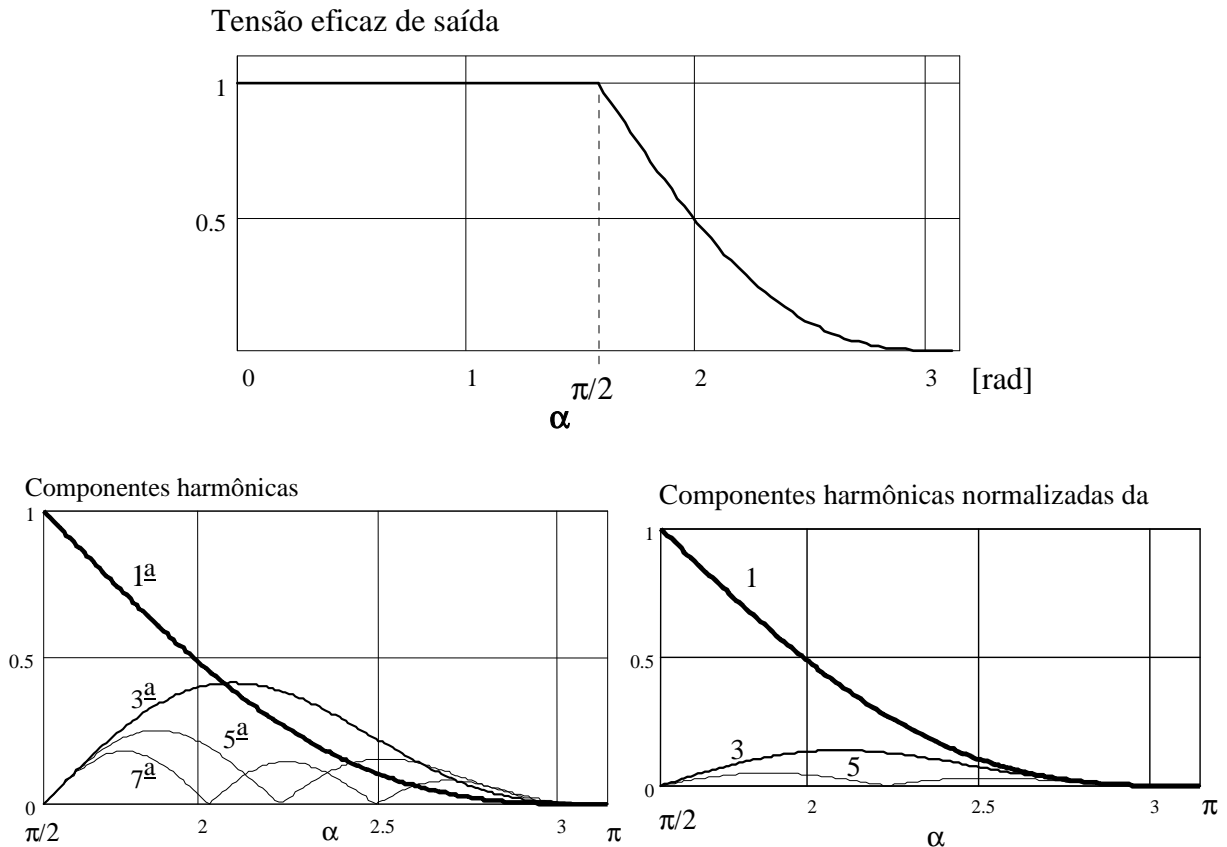 Tensão eficaz de saída
1
0.5
0 1 π/2 2 3 [rad]
α
Componentes harmônicas
1
1ª
0.5
3ª
5ª
7ª
0
π/2 2 α 2.5 3 π
Componentes harmônicas normalizadas da
1
1
0.5
3
5
0
π/2 2 α 2.5 3 π